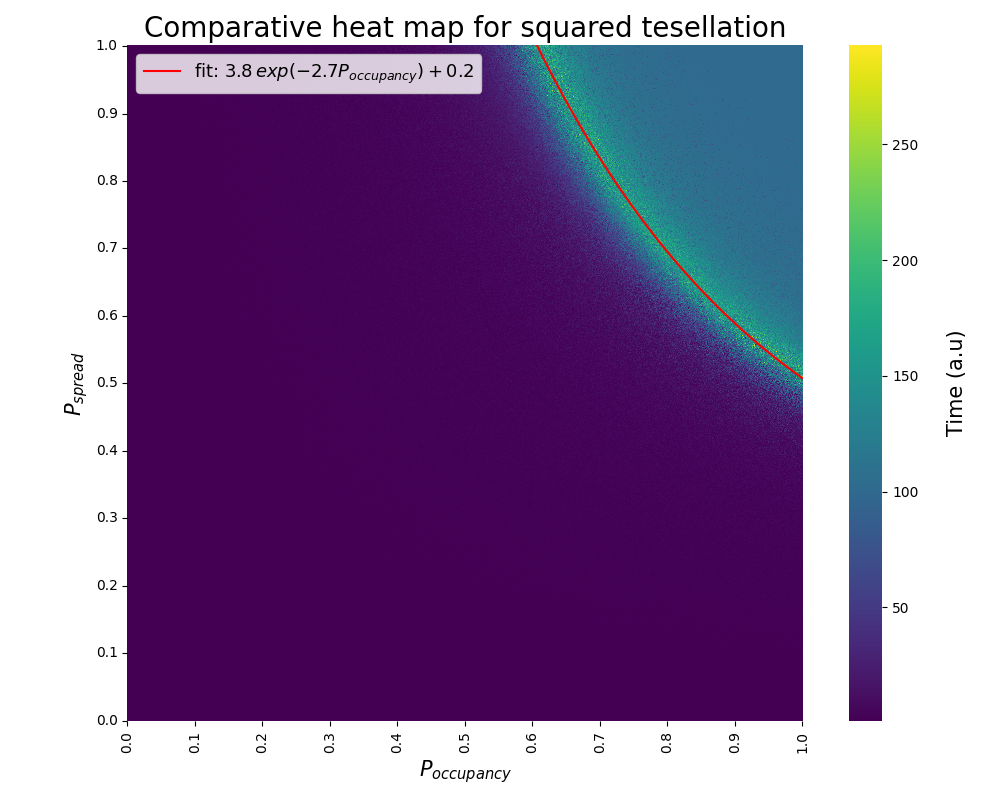 Comparative heat map for squared tesellation
fit: 3.8 exp(−2.7P_occupancy) + 0.2
1.0
0.9
0.8
0.7
0.6
0.5
0.4
0.3
0.2
0.1
0.0
P_spread
0.0 0.1 0.2 0.3 0.4 0.5 0.6 0.7 0.8 0.9 1.0
P_occupancy
250
200
150
100
50
Time (a.u)